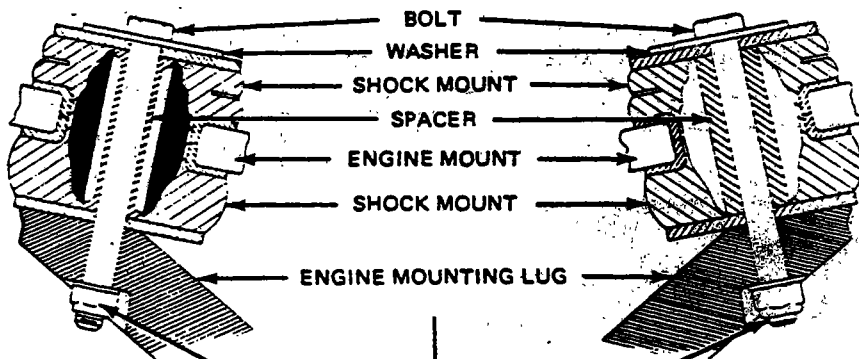 BOLT
WASHER
SHOCK MOUNT
SPACER
ENGINE MOUNT
SHOCK MOUNT
ENGINE MOUNTING LUG